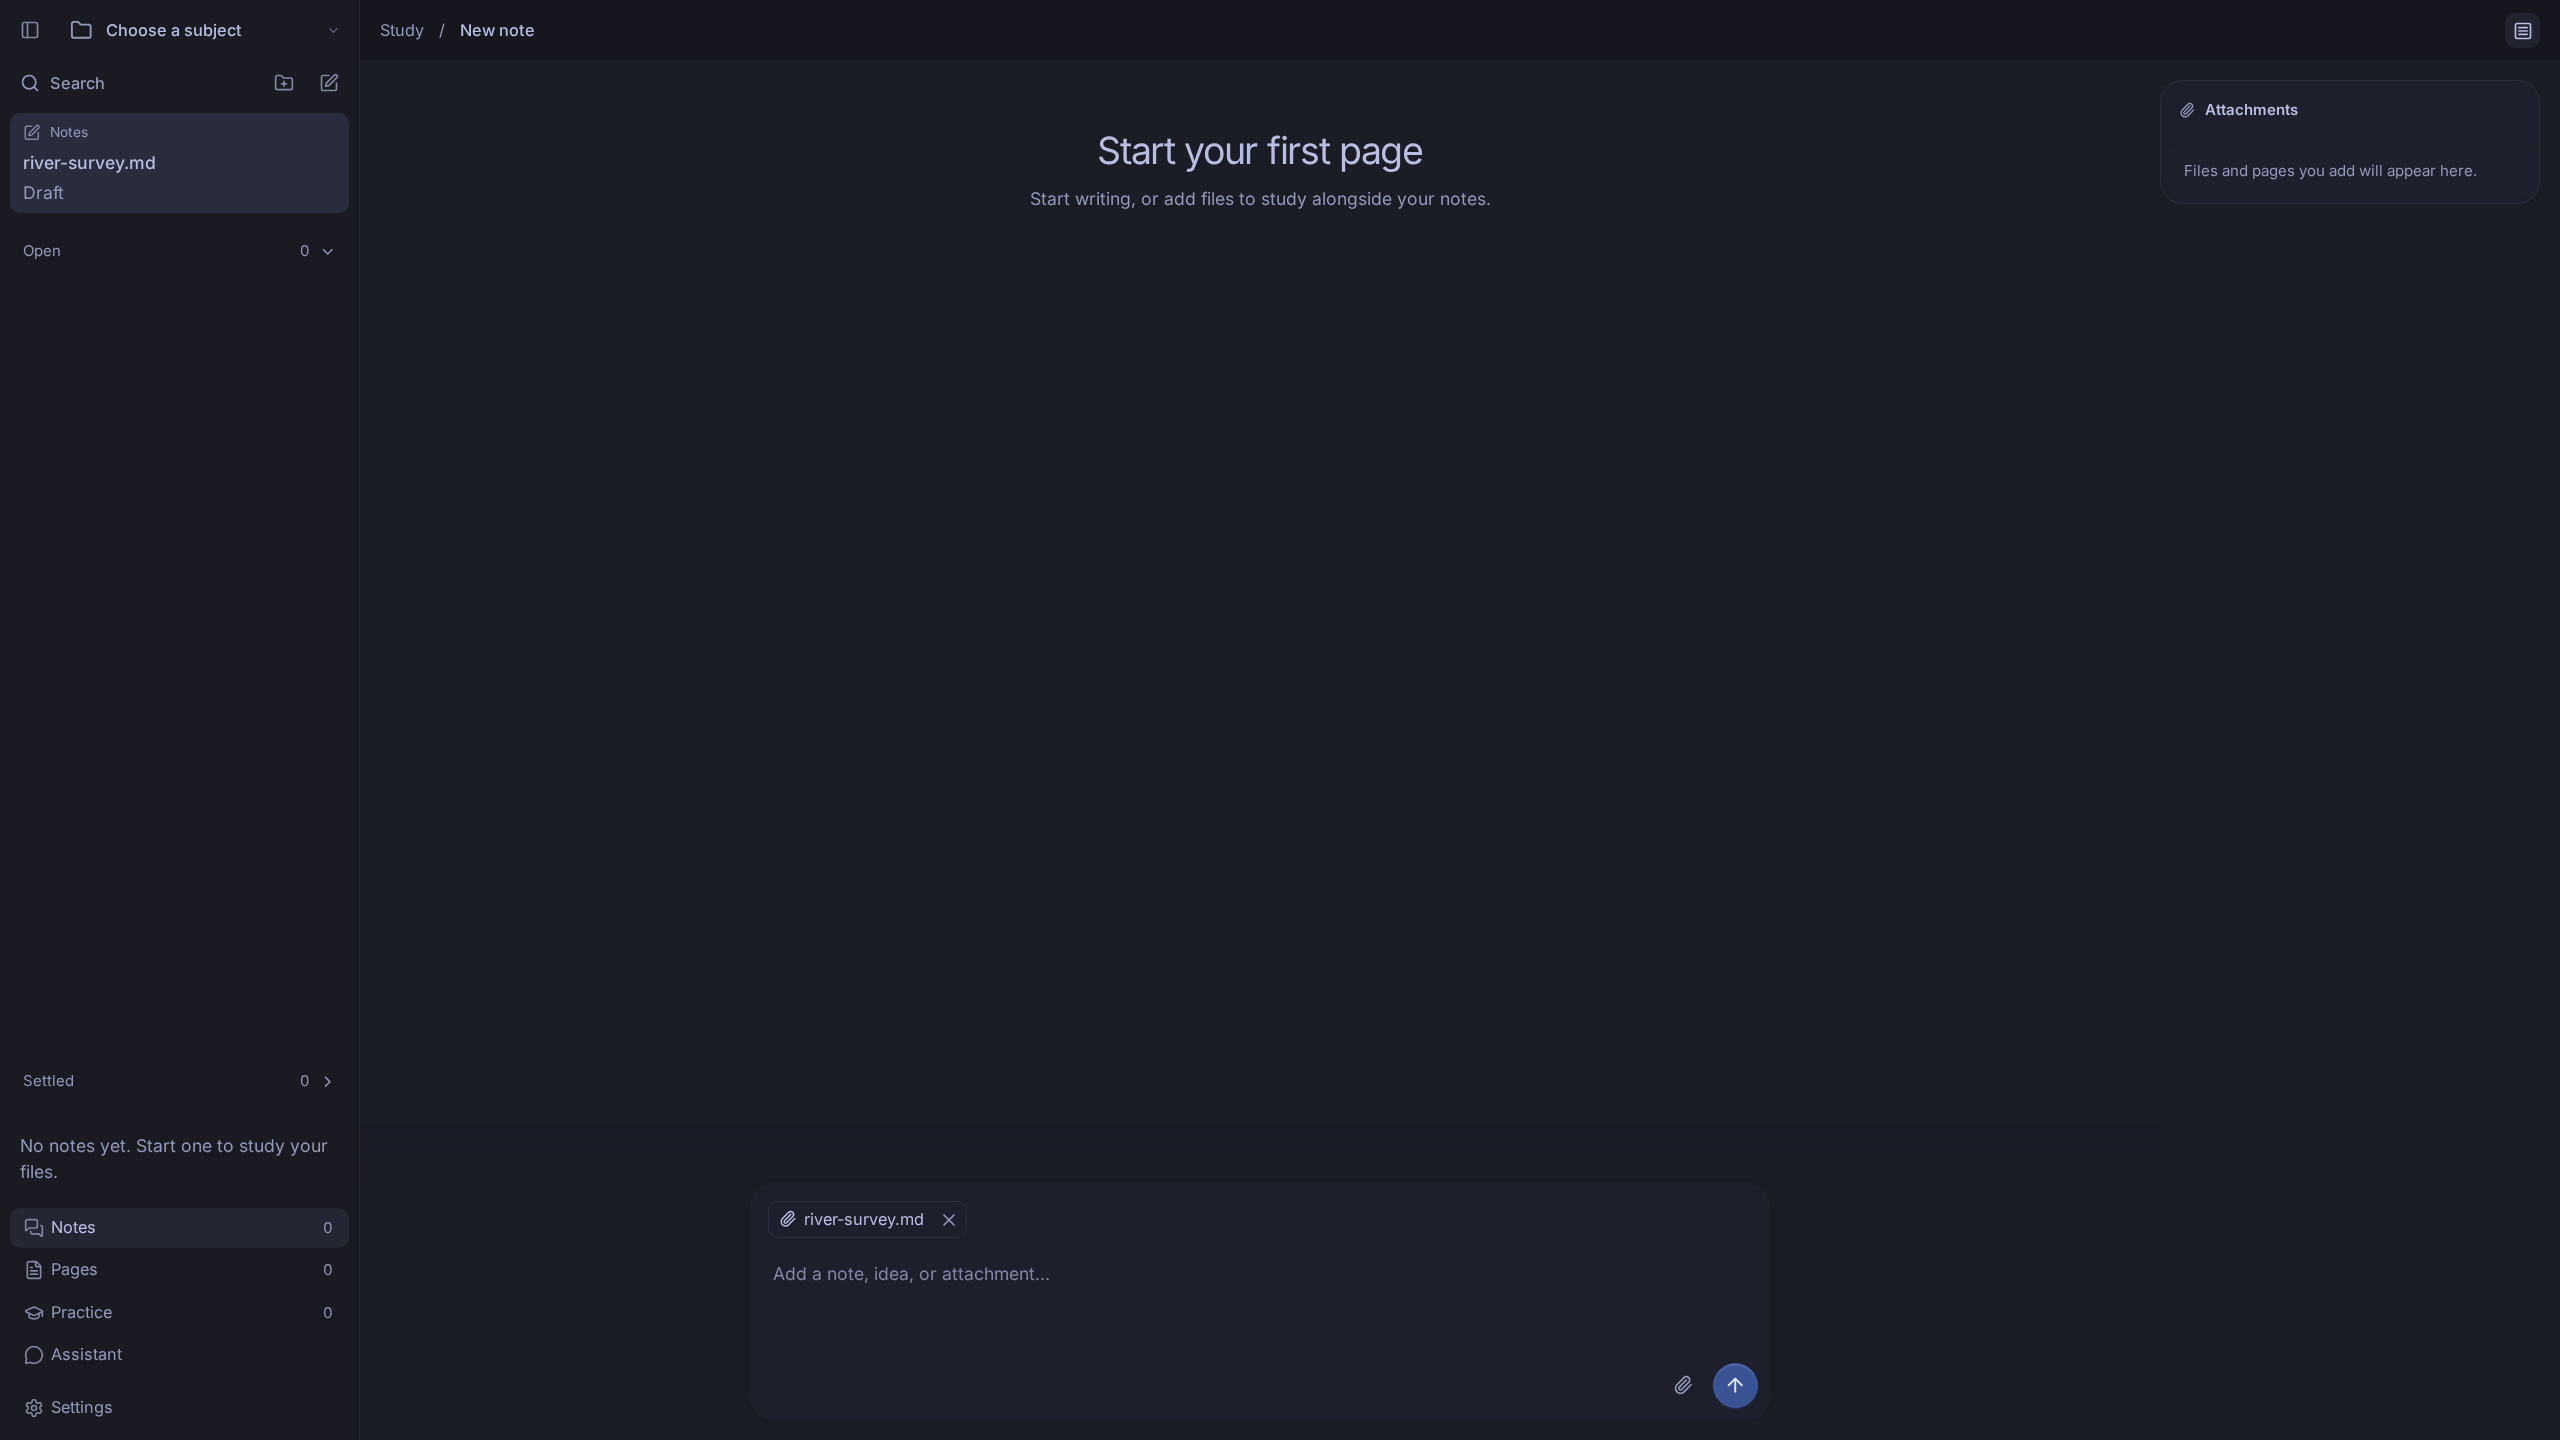 Choose a subject
Search
Notes
river-survey.md
Draft
Open 0
Settled 0
No notes yet. Start one to study your
files.
Notes 0
Pages 0
Practice 0
Assistant
Settings
Study / New note
Start your first page
Start writing, or add files to study alongside your notes.
Attachments
Files and pages you add will appear here.
river-survey.md
Add a note, idea, or attachment...